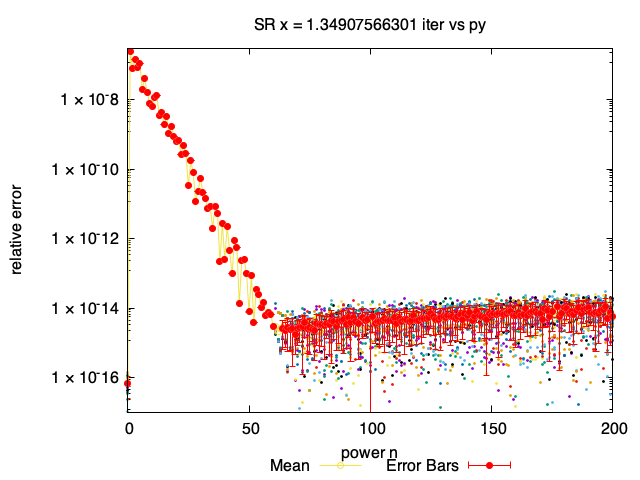 SR x = 1.34907566301 iter vs py
relative error
1 × 10⁻⁸
1 × 10⁻¹⁰
1 × 10⁻¹²
1 × 10⁻¹⁴
1 × 10⁻¹⁶
0 50 100 150 200
power n
Mean Error Bars